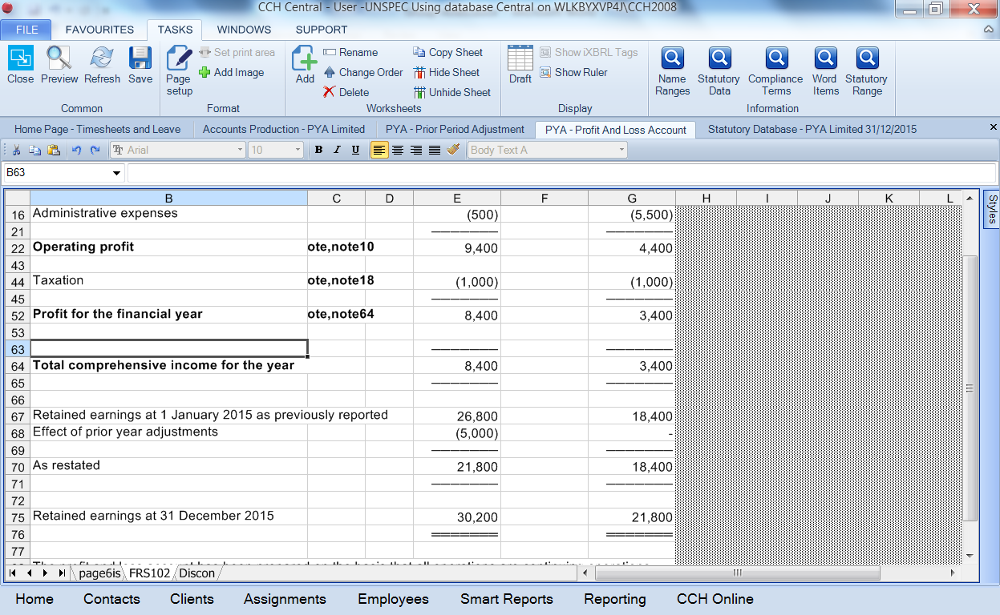 CCH Central - User -UNSPEC Using database Central on WLKBYXVP4J\CCH2008
FILE FAVOURITES TASKS WINDOWS SUPPORT
Close Preview Refresh Save
Common
Page setup
Set print area
Add Image
Format
Add
Rename
Change Order
Delete
Copy Sheet
Hide Sheet
Unhide Sheet
Worksheets
Draft
Show iXBRL Tags
Show Ruler
Display
Name Ranges
Statutory Data
Compliance Terms
Word Items
Statutory Range
Information
Home Page - Timesheets and Leave Accounts Production - PYA Limited PYA - Prior Period Adjustment PYA - Profit And Loss Account Statutory Database - PYA Limited 31/12/2015
Arial 10 B I U Body Text A
B63
Styles
B C D E F G H I J K L
16 Administrative expenses (500) (5,500)
21
22 Operating profit ote,note10 9,400 4,400
43
44 Taxation ote,note18 (1,000) (1,000)
45
52 Profit for the financial year ote,note64 8,400 3,400
53
63
64 Total comprehensive income for the year 8,400 3,400
65
66
67 Retained earnings at 1 January 2015 as previously reported 26,800 18,400
68 Effect of prior year adjustments (5,000) -
69
70 As restated 21,800 18,400
71
72
75 Retained earnings at 31 December 2015 30,200 21,800
76
77
page6is FRS102 Discon
Home Contacts Clients Assignments Employees Smart Reports Reporting CCH Online